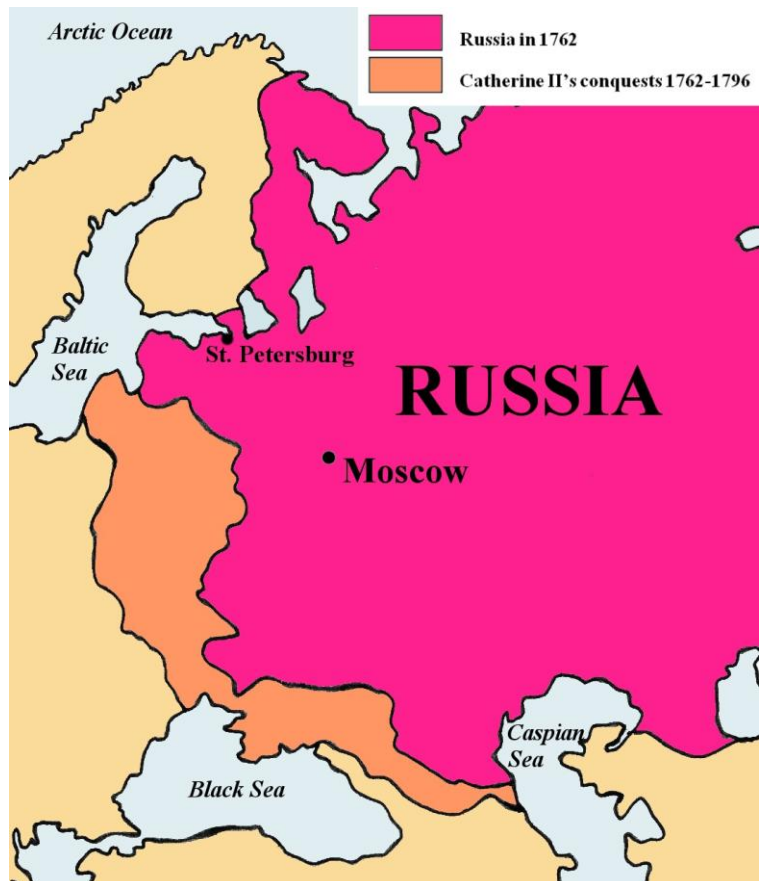 Arctic Ocean
Russia in 1762
Catherine II's conquests 1762-1796
Baltic
Sea
St. Petersburg
RUSSIA
Moscow
Caspian
Sea
Black Sea